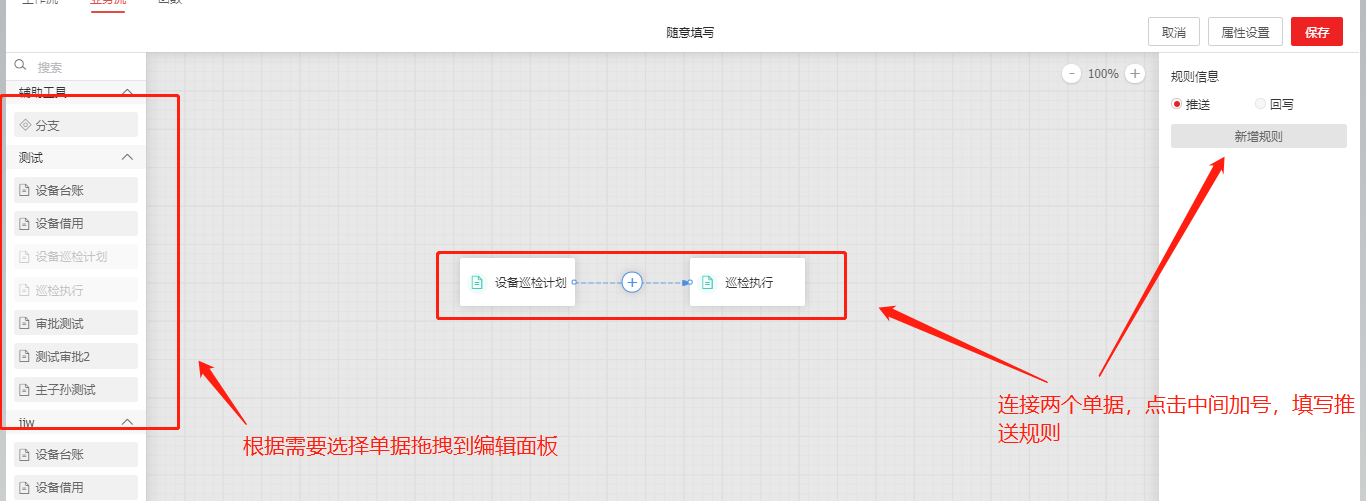 工作流 业务流 函数
随意填写
取消 属性设置 保存
搜索
辅助工具
分支
测试
设备台账
设备借用
设备巡检计划
巡检执行
审批测试
测试审批2
主子孙测试
jjw
设备台账
设备借用
- 100% +
设备巡检计划
巡检执行
根据需要选择单据拖拽到编辑面板
规则信息
推送 回写
新增规则
连接两个单据，点击中间加号，填写推
送规则